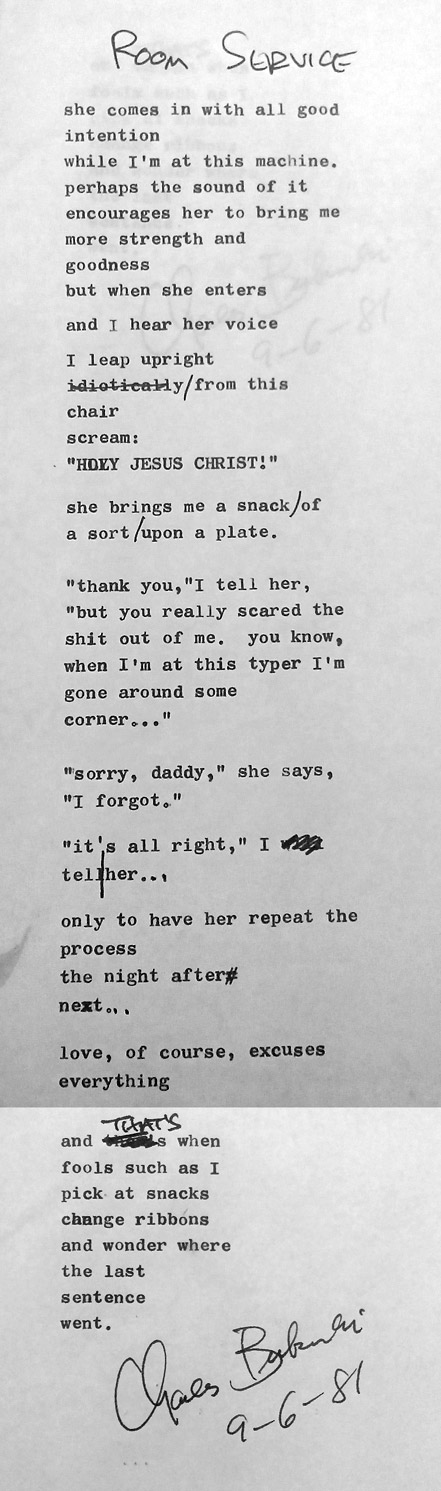 ROOM SERVICE
she comes in with all good
intention
while I'm at this machine.
perhaps the sound of it
encourages her to bring me
more strength and
goodness
but when she enters
and I hear her voice
I leap upright
idiotically/from this
chair
scream:
"HOLY JESUS CHRIST!"
she brings me a snack/of
a sort/upon a plate.
"thank you,"I tell her,
"but you really scared the
shit out of me. you know,
when I'm at this typer I'm
gone around some
corner..."
"sorry, daddy," she says,
"I forgot."
"it's all right," I
tell|her...
only to have her repeat the
process
the night after
next...
love, of course, excuses
everything
and THAT'S when
fools such as I
pick at snacks
change ribbons
and wonder where
the last
sentence
went.
Charles Bukowski
9-6-81